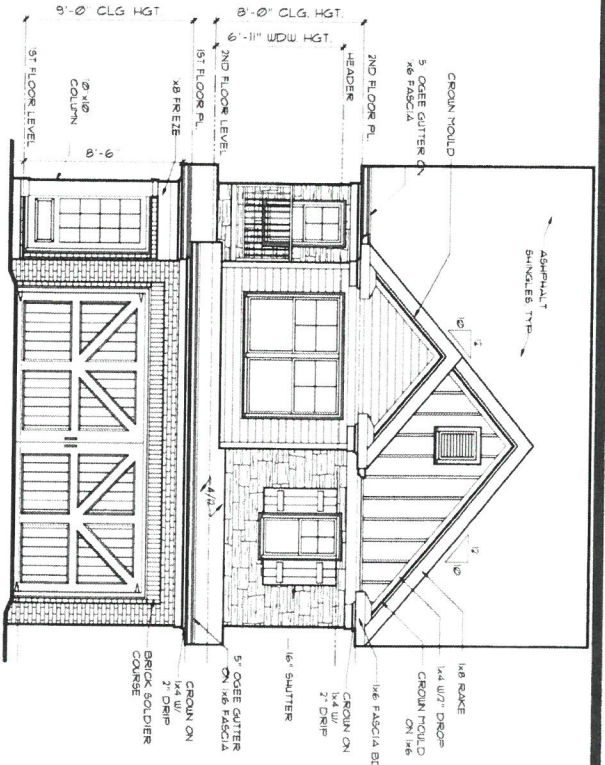 9'-0" CLG HGT
8'-0" CLG. HGT.
6'-11" WDW. HGT.
1ST FLOOR LEVEL
10 x10
COLUMN
8'-6
x8 FRIEZE
1ST FLOOR PL.
2ND FLOOR LEVEL
HEADER
2ND FLOOR PL.
5 OGEE GUTTER ON
x6 FASCIA
CROWN MOULD
ASHPHALT
SHINGLES TYP
12
10
12
10
4/12
1x8 RAKE
1x4 W/2" DROP
CROWN MOULD
ON 1x6
1x6 FASCIA BD
CROWN ON
1x4 W/
2" DRIP
16" SHUTTER
5" OGEE GUTTER
ON 1x6 FASCIA
CROWN ON
1x4 W/
2" DRIP
BRICK SOLDIER
COURSE